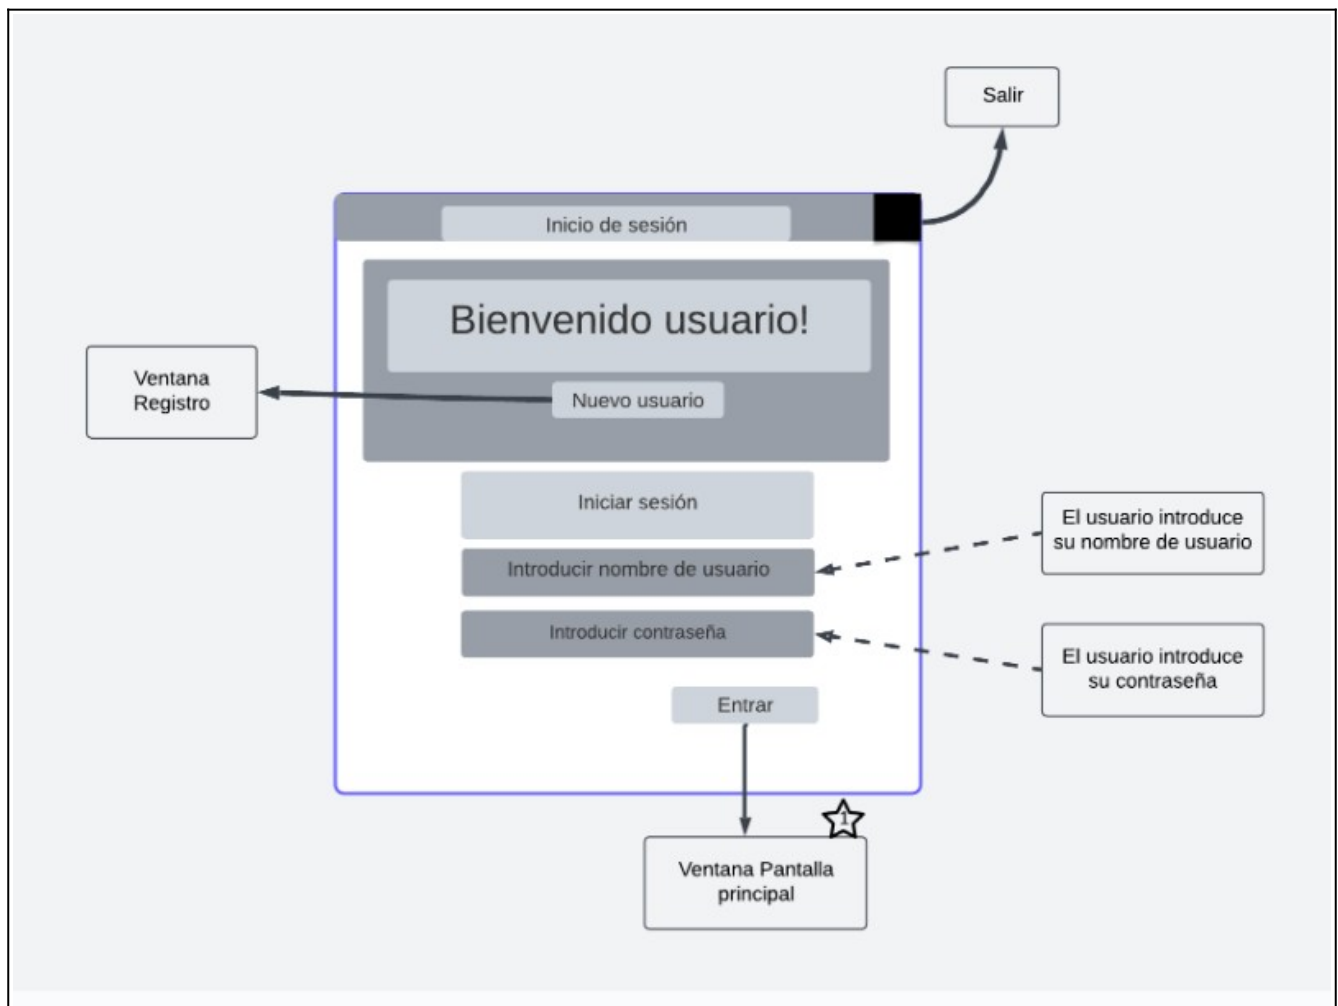 Salir
Inicio de sesión
Bienvenido usuario!
Ventana
Registro
Nuevo usuario
Iniciar sesión
El usuario introduce
su nombre de usuario
Introducir nombre de usuario
Introducir contraseña
El usuario introduce
su contraseña
Entrar
1
Ventana Pantalla
principal